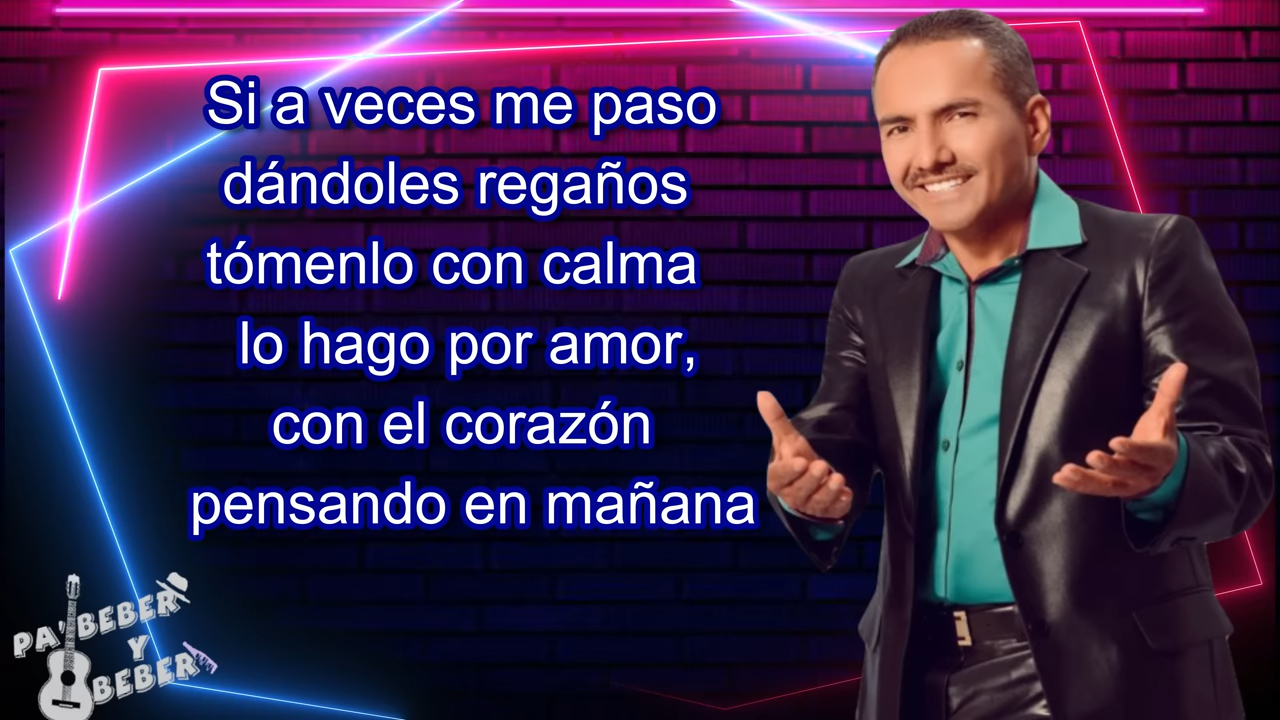 Si a veces me paso
dándoles regaños
tómenlo con calma
lo hago por amor,
con el corazón
pensando en mañana
PA' BEBER
Y
BEBER